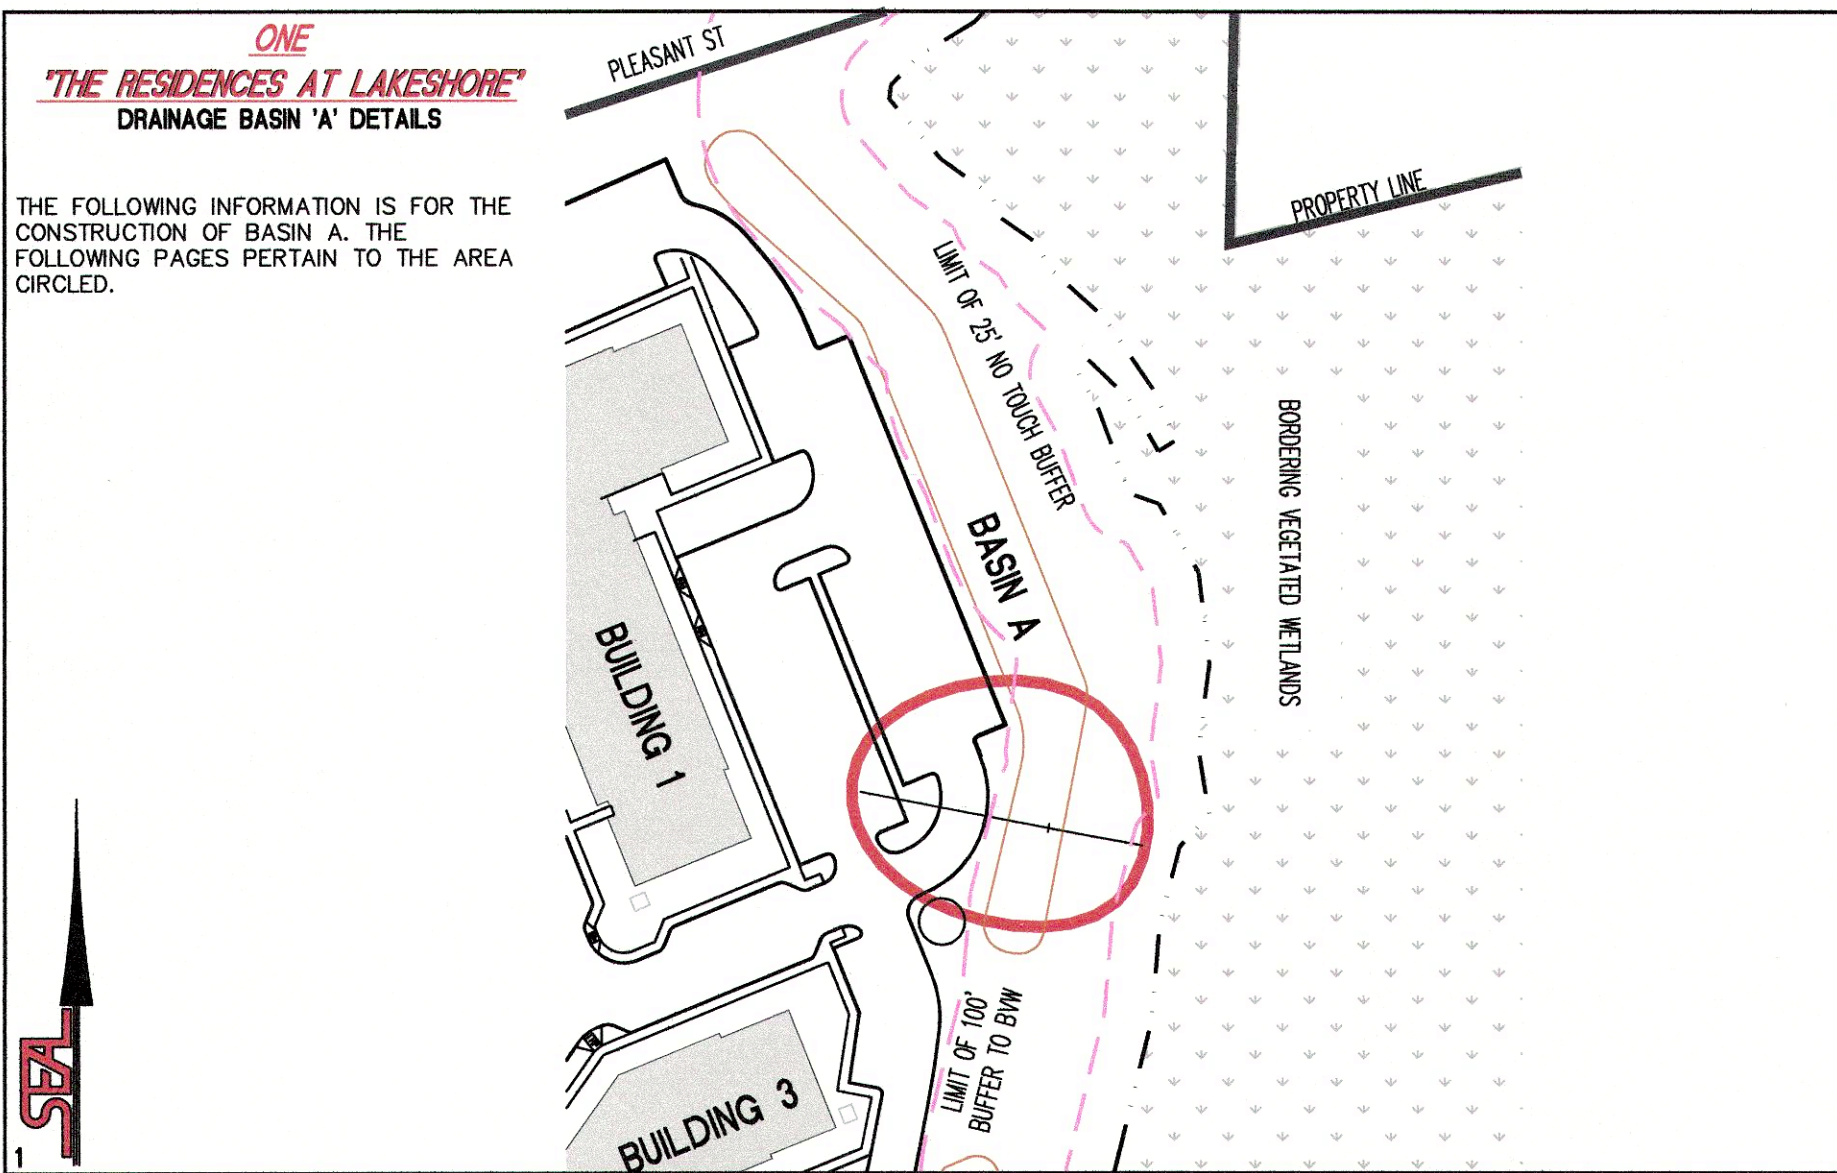 ONE
'THE RESIDENCES AT LAKESHORE'
DRAINAGE BASIN 'A' DETAILS
THE FOLLOWING INFORMATION IS FOR THE
CONSTRUCTION OF BASIN A. THE
FOLLOWING PAGES PERTAIN TO THE AREA
CIRCLED.
PLEASANT ST
PROPERTY LINE
LIMIT OF 25' NO TOUCH BUFFER
BORDERING VEGETATED WETLANDS
BASIN A
BUILDING 1
LIMIT OF 100'
BUFFER TO BVW
BUILDING 3
1